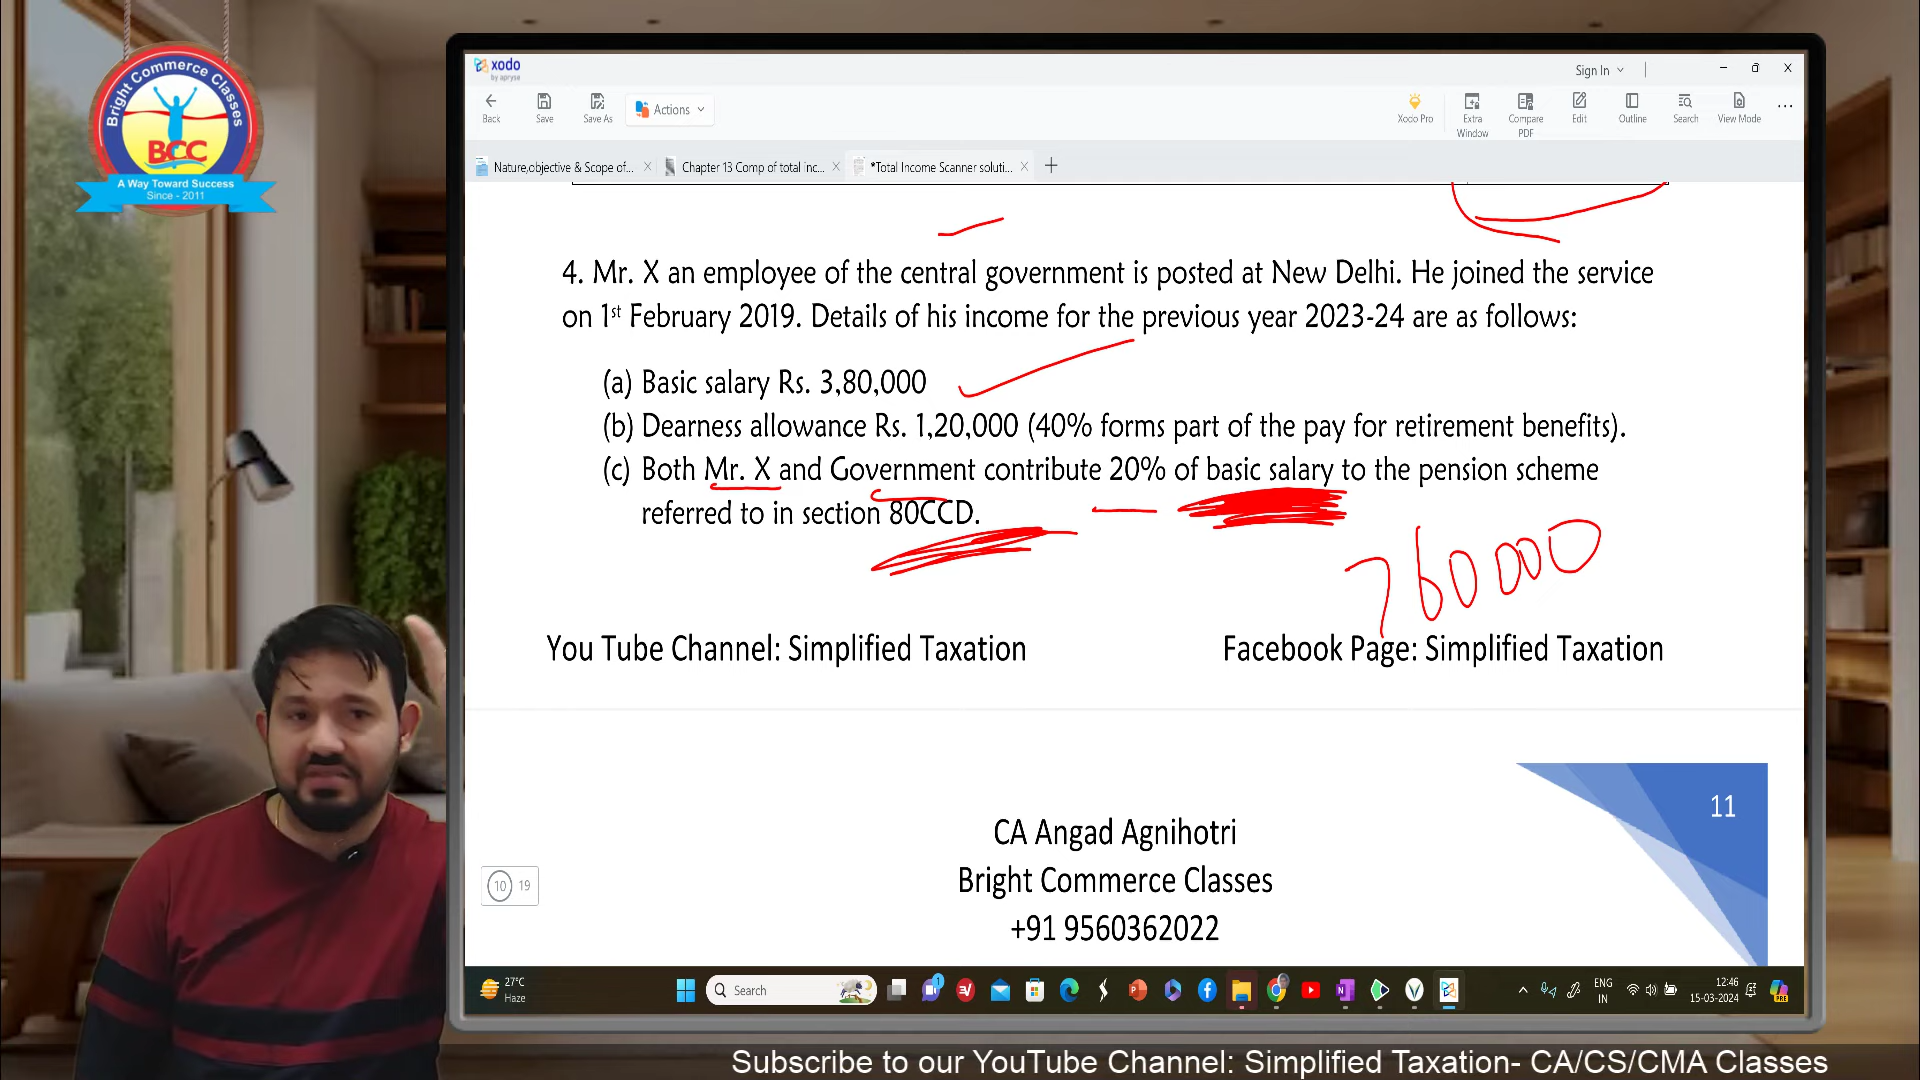 Bright Commerce Classes
BCC
A Way Toward Success
Since - 2011
xodo
by apryse
Sign In
Back
Save
Save As
Actions
Xodo Pro
Extra Window
Compare PDF
Edit
Outline
Search
View Mode
Nature,objective & Scope of...
Chapter 13 Comp of total inc...
*Total Income Scanner soluti...
4. Mr. X an employee of the central government is posted at New Delhi. He joined the service
on 1st February 2019. Details of his income for the previous year 2023-24 are as follows:
(a) Basic salary Rs. 3,80,000
(b) Dearness allowance Rs. 1,20,000 (40% forms part of the pay for retirement benefits).
(c) Both Mr. X and Government contribute 20% of basic salary to the pension scheme
referred to in section 80CCD.
760000
You Tube Channel: Simplified Taxation
Facebook Page: Simplified Taxation
11
CA Angad Agnihotri
Bright Commerce Classes
+91 9560362022
10 19
27°C
Haze
Search
1
ENG
IN
12:46
15-03-2024
PRE
Subscribe to our YouTube Channel: Simplified Taxation- CA/CS/CMA Classes